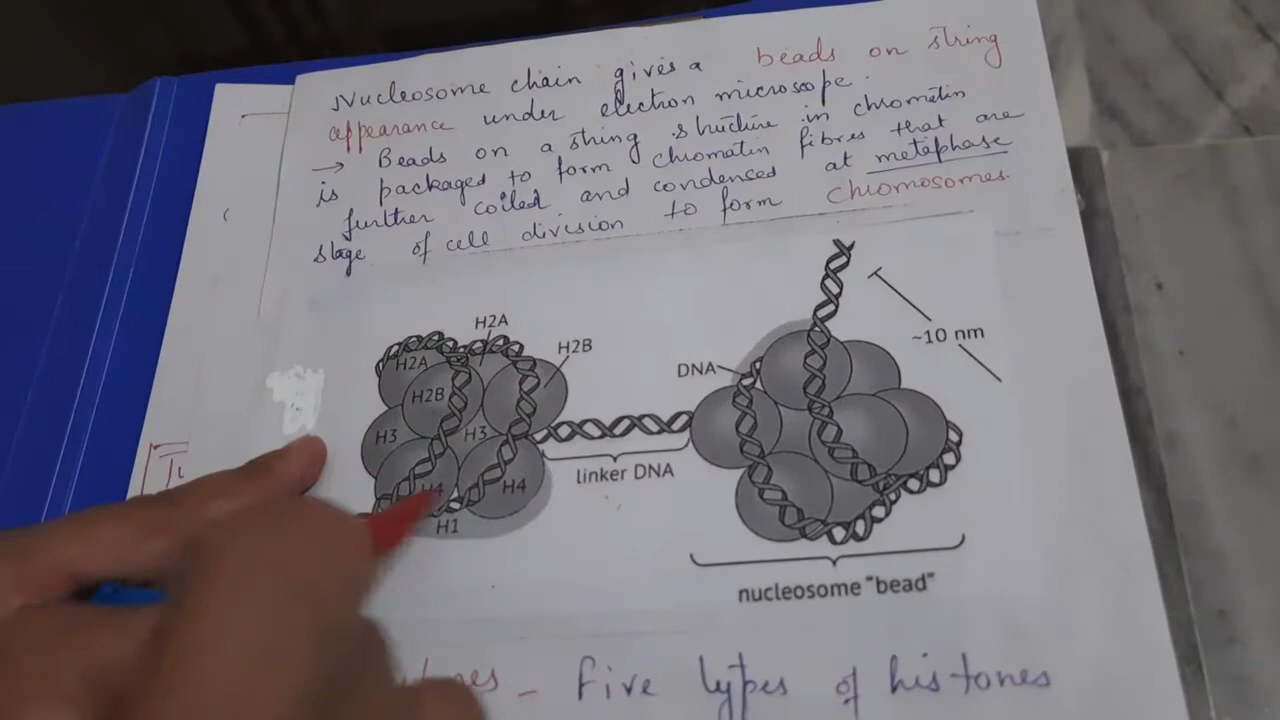 Nucleosome chain gives a beads on string
appearance under electron microscope.
→ Beads on a string structure in chromatin
is packaged to form chromatin fibres that are
further coiled and condensed at metaphase
stage of cell division to form chromosomes.
H2A
H2A
H2B
H2B
H3
H3
H4
H4
H1
linker DNA
DNA
~10 nm
nucleosome "bead"
- five types of histones